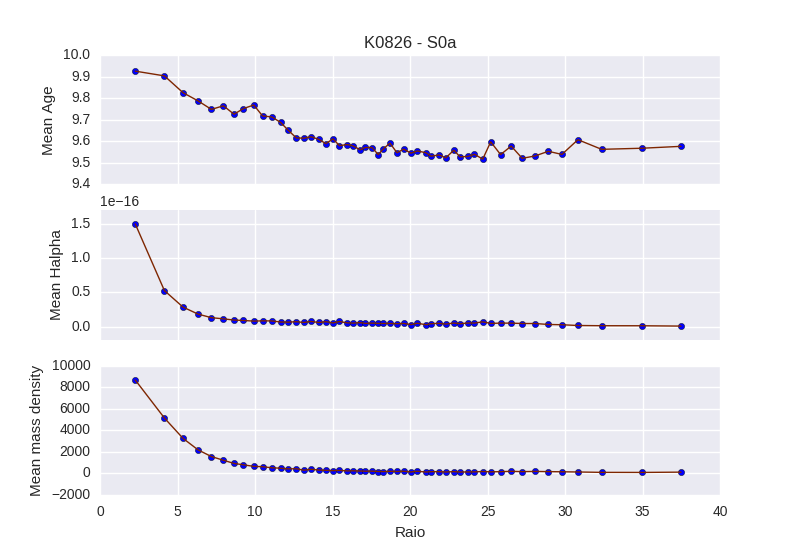 K0826 - S0a
10.0
9.9
9.8
9.7
9.6
9.5
9.4
Mean Age
1e−16
1.5
1.0
0.5
0.0
Mean Halpha
10000
8000
6000
4000
2000
0
−2000
Mean mass density
0 5 10 15 20 25 30 35 40
Raio